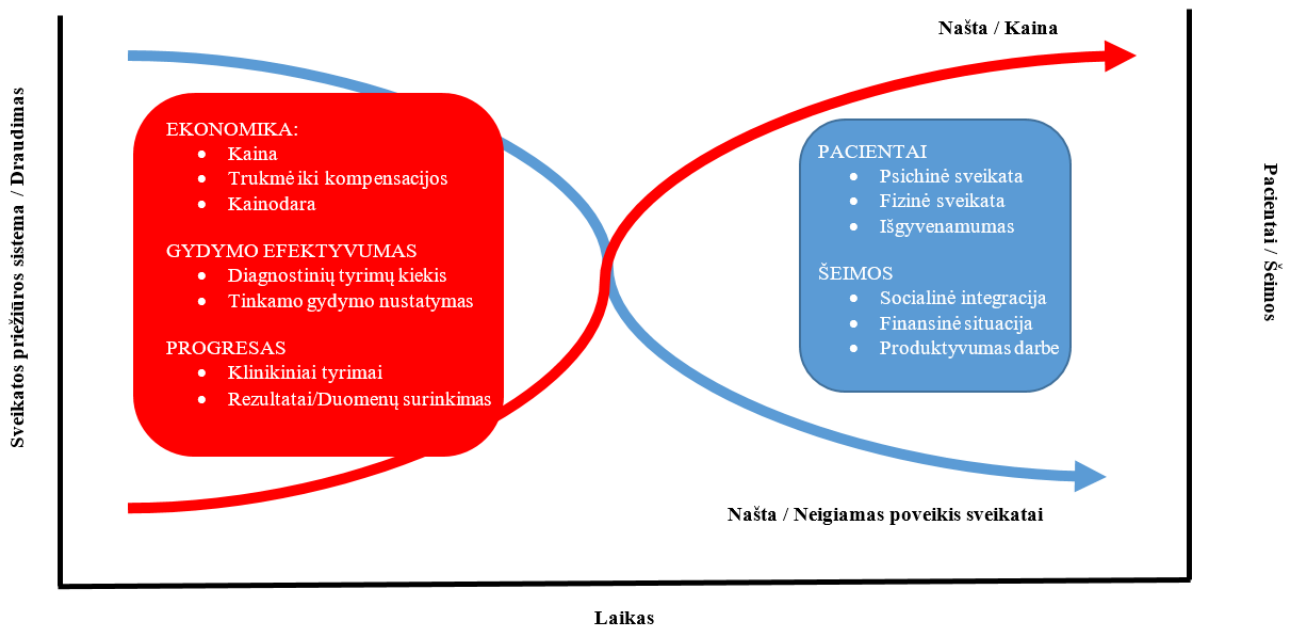 Našta / Kaina
Sveikatos priežiūros sistema / Draudimas
EKONOMIKA:
• Kaina
• Trukmė iki kompensacijos
• Kainodara
GYDYMO EFEKTYVUMAS
• Diagnostinių tyrimų kiekis
• Tinkamo gydymo nustatymas
PROGRESAS
• Klinikiniai tyrimai
• Rezultatai/Duomenų surinkimas
PACIENTAI
• Psichinė sveikata
• Fizinė sveikata
• Išgyvenamumas
ŠEIMOS
• Socialinė integracija
• Finansinė situacija
• Produktyvumas darbe
Pacientai / Šeimos
Našta / Neigiamas poveikis sveikatai
Laikas